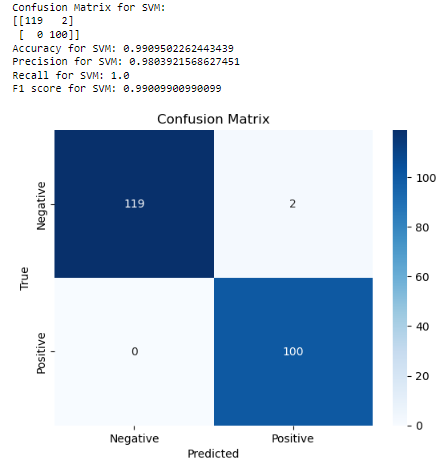 Confusion Matrix for SVM:
[[119   2]
 [  0 100]]
Accuracy for SVM: 0.9909502262443439
Precision for SVM: 0.9803921568627451
Recall for SVM: 1.0
F1 score for SVM: 0.99009900990099
Confusion Matrix
Negative
119
2
100
80
60
40
20
0
True
Positive
0
100
Negative
Positive
Predicted